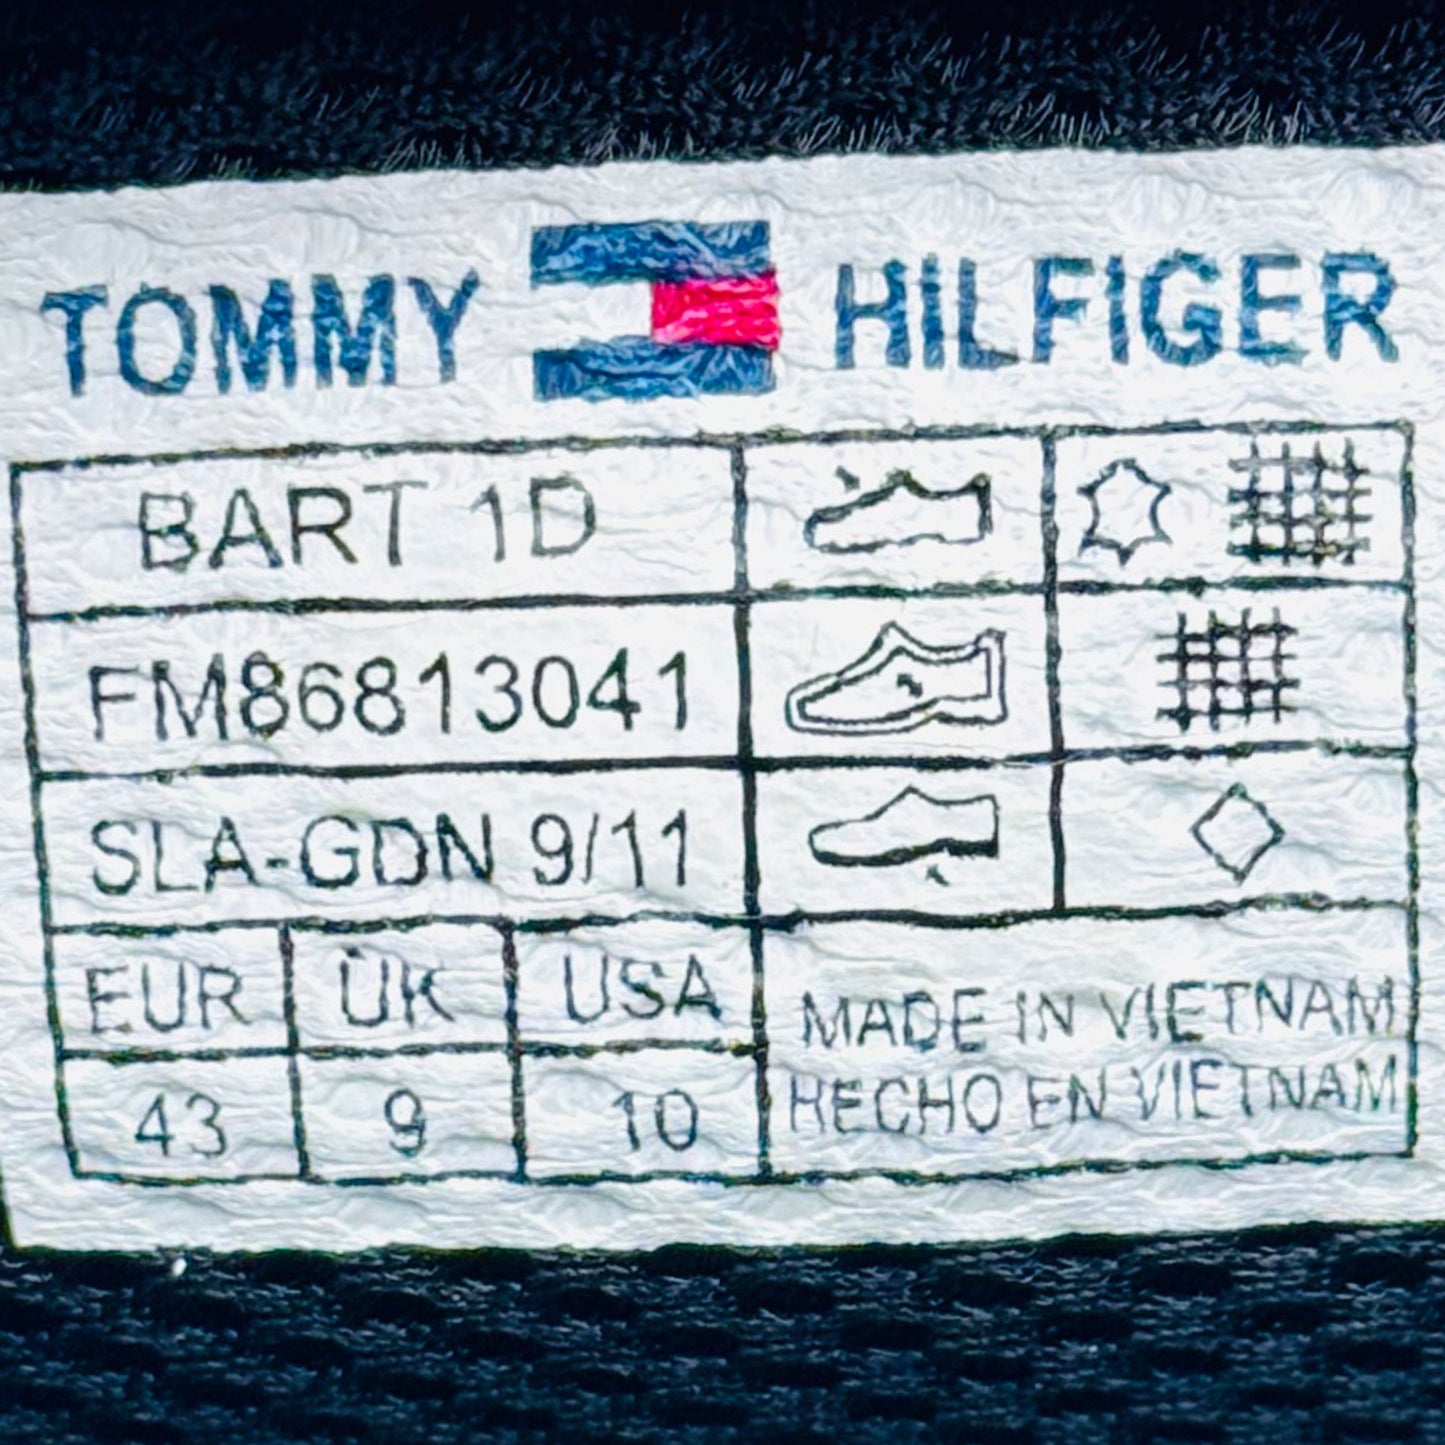 TOMMY HILFIGER
BART 1D
FM86813041
SLA-GDN 9/11
EUR UK USA
43 9 10
MADE IN VIETNAM
HECHO EN VIETNAM